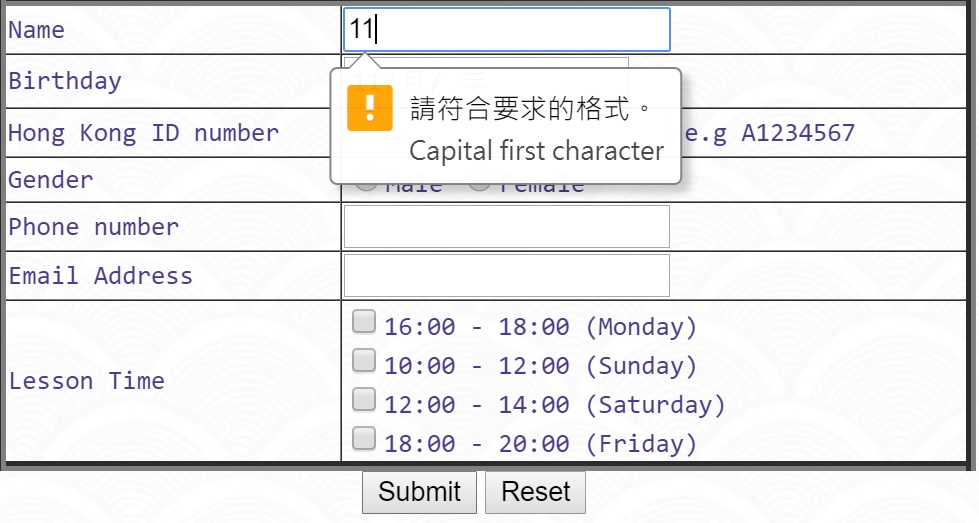 Name 11
Birthday
請符合要求的格式。
Capital first character
Hong Kong ID number e.g A1234567
Gender Male Female
Phone number
Email Address
Lesson Time
16:00 - 18:00 (Monday)
10:00 - 12:00 (Sunday)
12:00 - 14:00 (Saturday)
18:00 - 20:00 (Friday)
Submit Reset